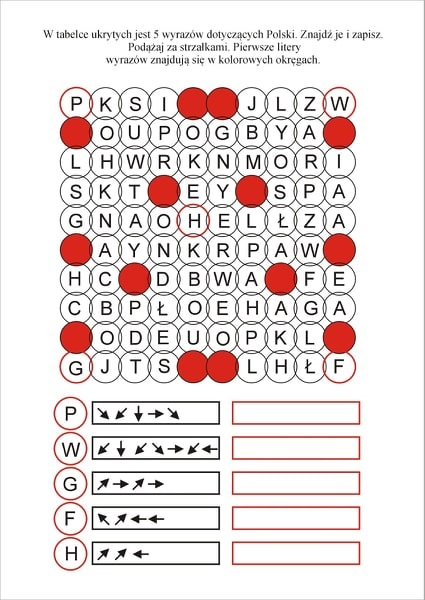 W tabelce ukrytych jest 5 wyrazów dotyczących Polski. Znajdź je i zapisz.
Podążaj za strzałkami. Pierwsze litery
wyrazów znajdują się w kolorowych okręgach.
P K S I J L Z W
O U P O G B Y A
L H W R K N M O R I
S K T E Y S P A
G N A O H E L Ł Z A
A Y N K R P A W
H C D B W A F E
C B P Ł O E H A G A
O D E U O P K L
G J T S L H Ł F
P
W
G
F
H